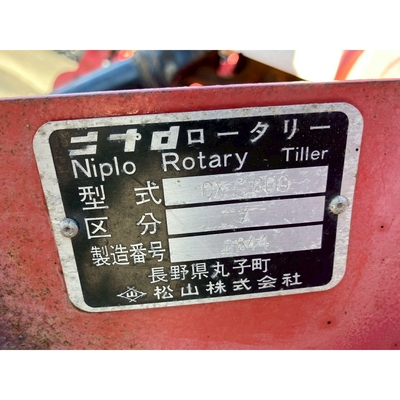 ニプロロータリー
Niplo Rotary Tiller
型式
区分
製造番号
長野県丸子町
松山株式会社